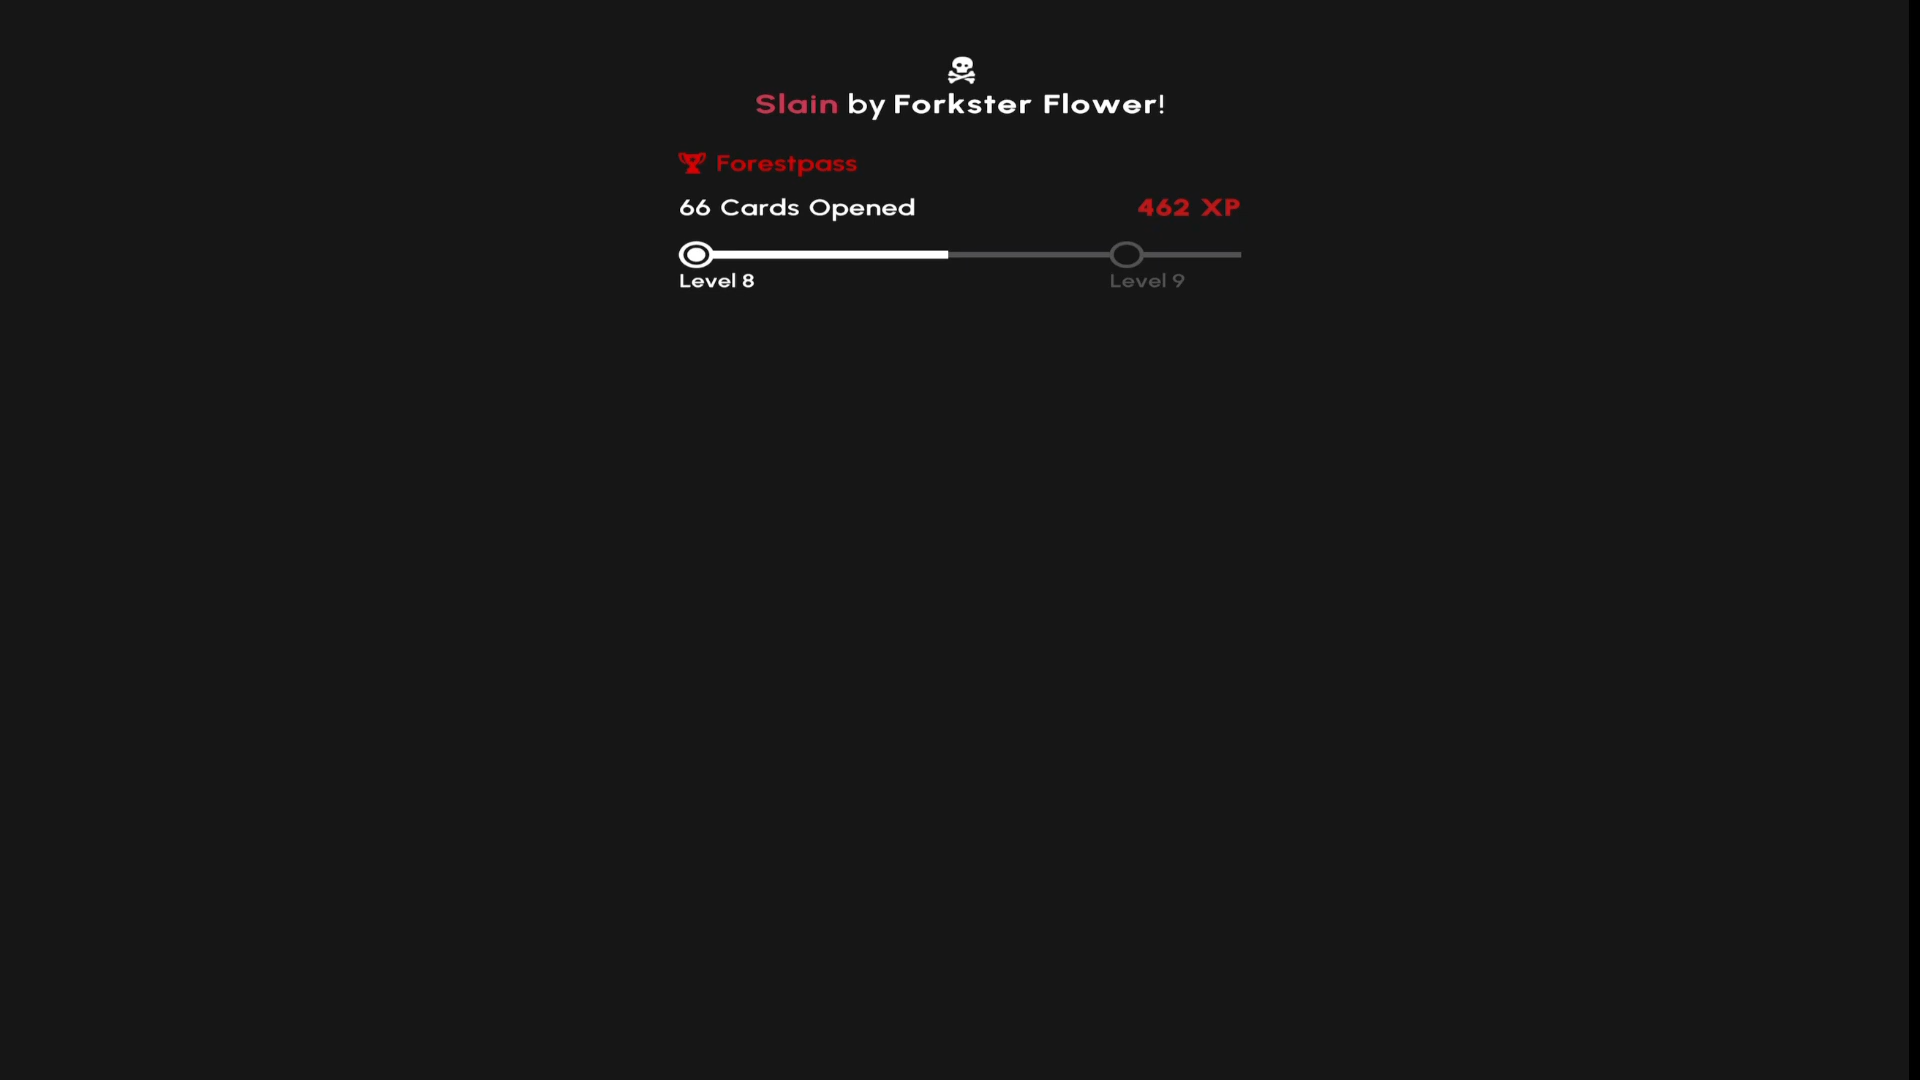 Slain by Forkster Flower!
Forestpass
66 Cards Opened 462 XP
Level 8 Level 9